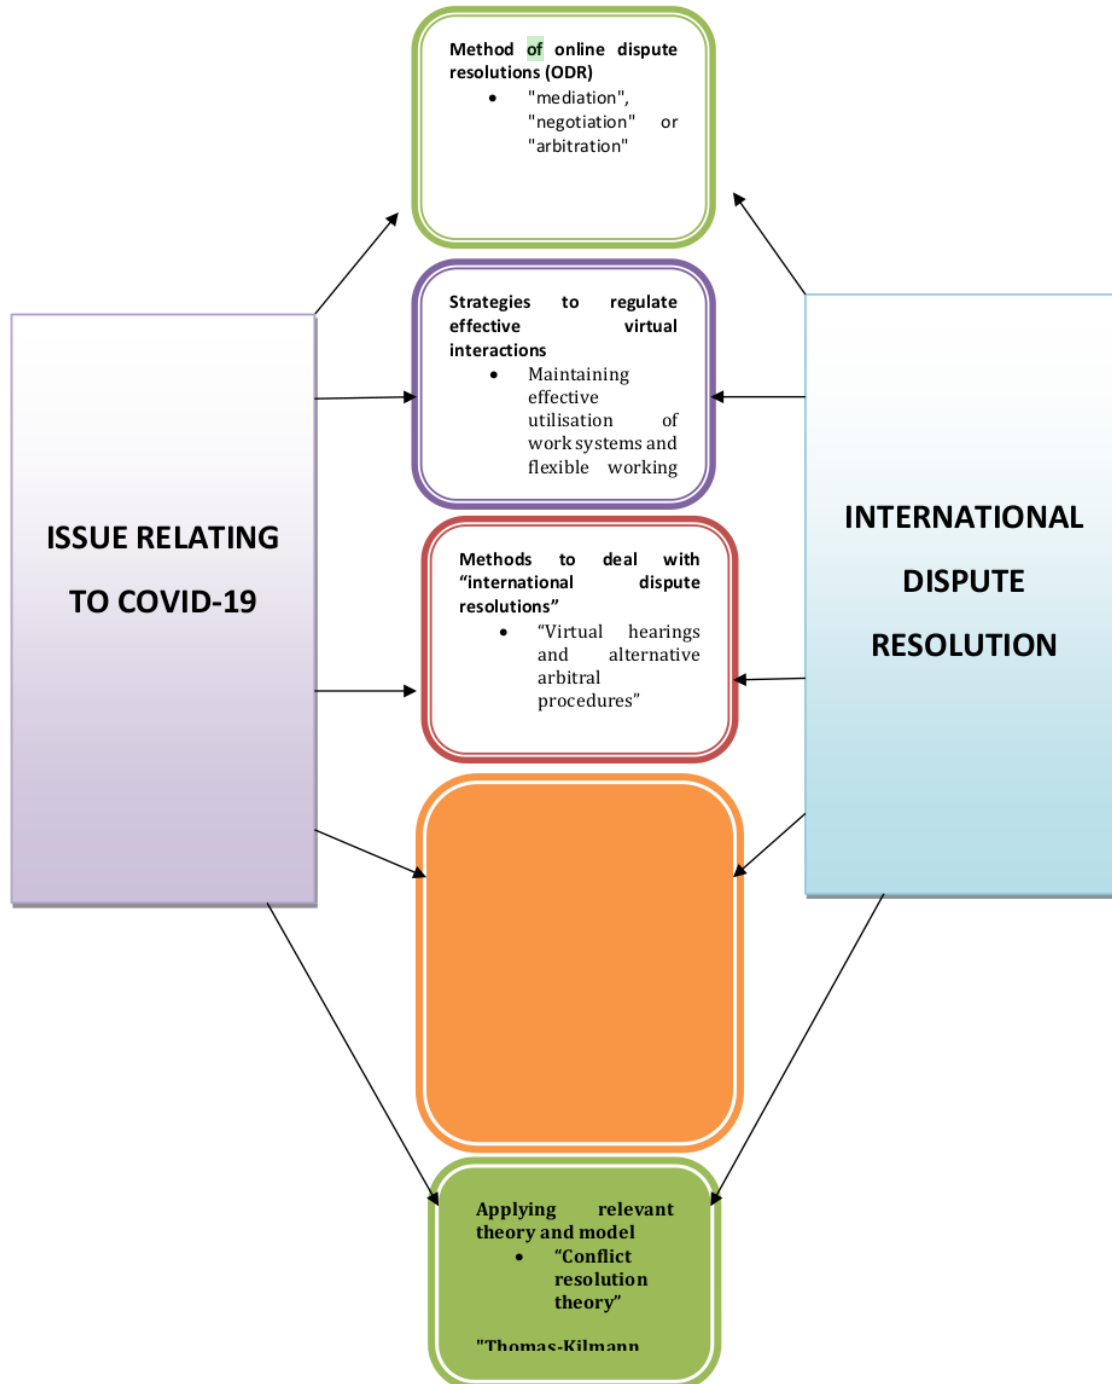 Method of online dispute
resolutions (ODR)
• "mediation",
"negotiation" or
"arbitration"
Strategies to regulate
effective virtual
interactions
• Maintaining
effective
utilisation of
work systems and
flexible working
ISSUE RELATING
TO COVID-19
INTERNATIONAL
DISPUTE
RESOLUTION
Methods to deal with
“international dispute
resolutions”
• “Virtual hearings
and alternative
arbitral
procedures”
Applying relevant
theory and model
• “Conflict
resolution
theory”
"Thomas-Kilmann